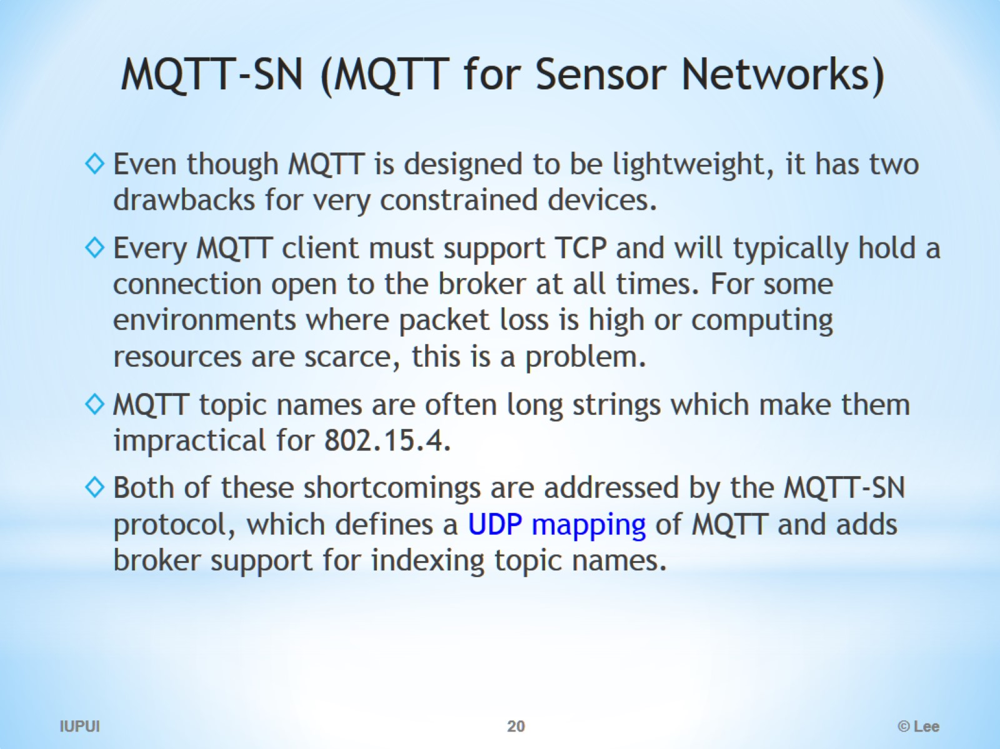 MQTT-SN (MQTT for Sensor Networks)
Even though MQTT is designed to be lightweight, it has two
drawbacks for very constrained devices.
Every MQTT client must support TCP and will typically hold a
connection open to the broker at all times. For some
environments where packet loss is high or computing
resources are scarce, this is a problem.
MQTT topic names are often long strings which make them
impractical for 802.15.4.
Both of these shortcomings are addressed by the MQTT-SN
protocol, which defines a UDP mapping of MQTT and adds
broker support for indexing topic names.
IUPUI
20
© Lee